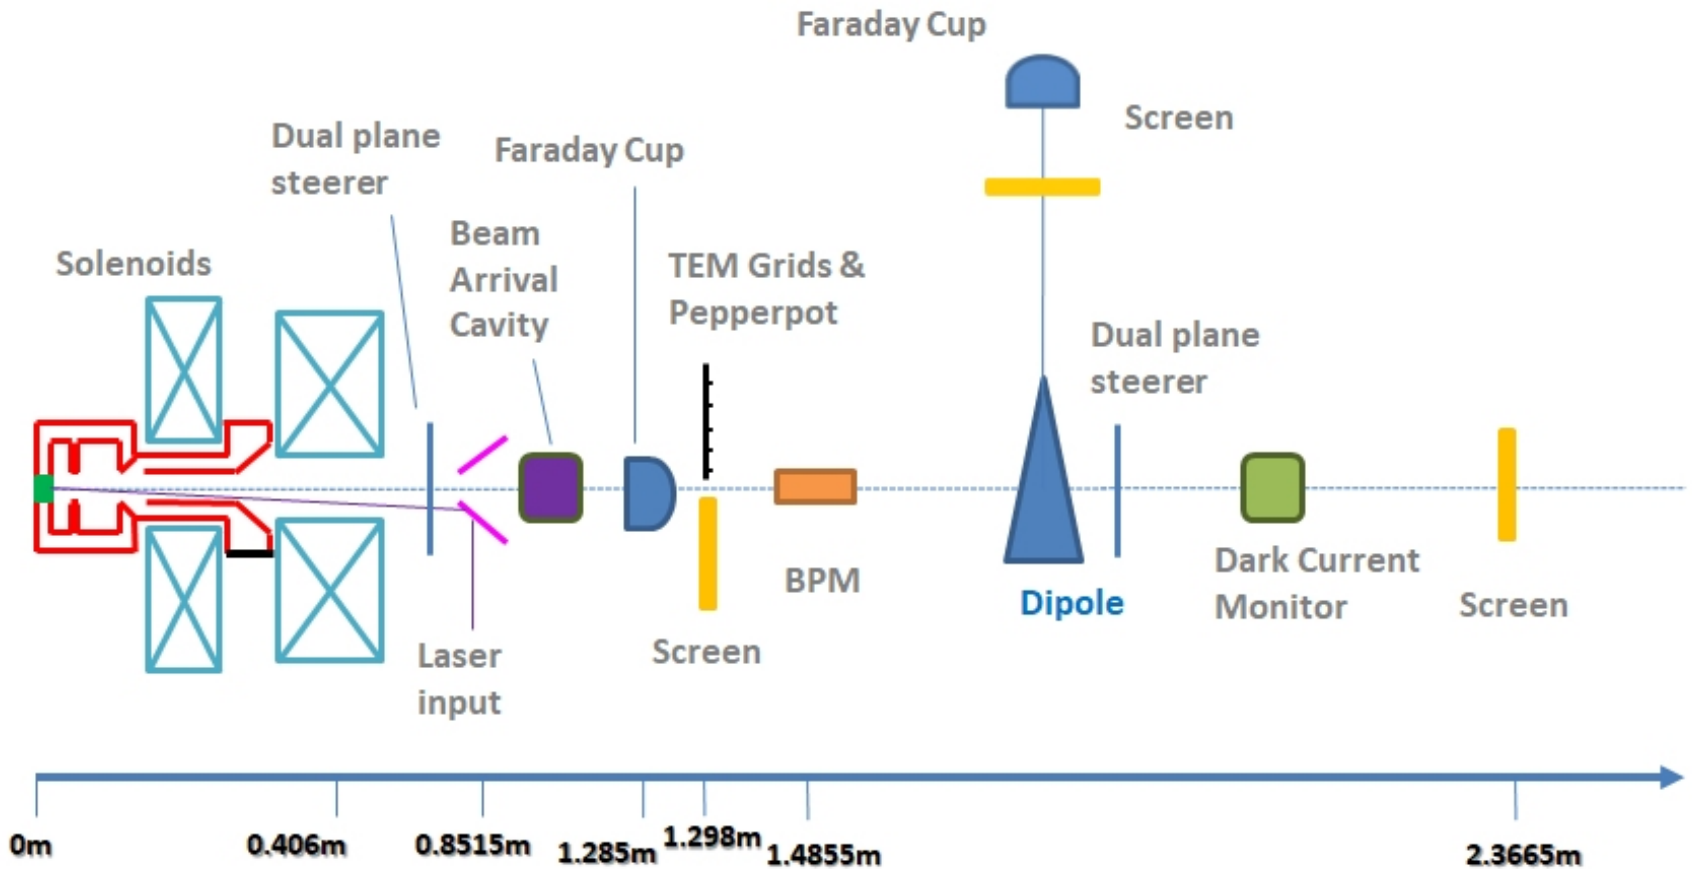 Faraday Cup
Screen
Dual plane
steerer
Faraday Cup
Beam
Arrival
Cavity
Solenoids
TEM Grids &
Pepperpot
Dual plane
steerer
BPM
Dipole
Dark Current
Monitor
Screen
Screen
Laser
input
0m
0.406m
0.8515m
1.285m
1.298m
1.4855m
2.3665m